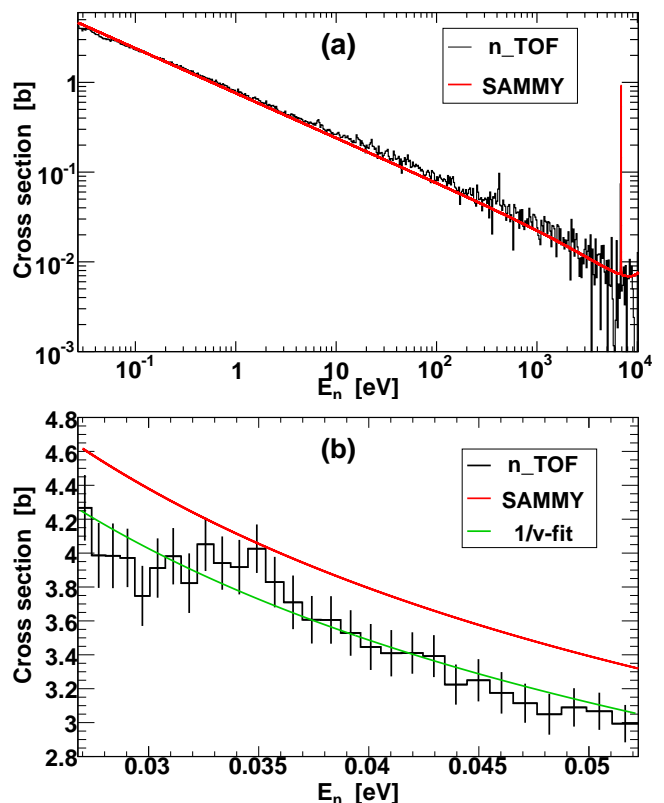 (a)
n_TOF
SAMMY
Cross section [b]
1
10⁻¹
10⁻²
10⁻³
10⁻¹ 1 10 10² 10³ 10⁴
Eₙ [eV]
(b)
n_TOF
SAMMY
1/v-fit
Cross section [b]
4.8
4.6
4.4
4.2
4
3.8
3.6
3.4
3.2
3
2.8
0.03 0.035 0.04 0.045 0.05
Eₙ [eV]